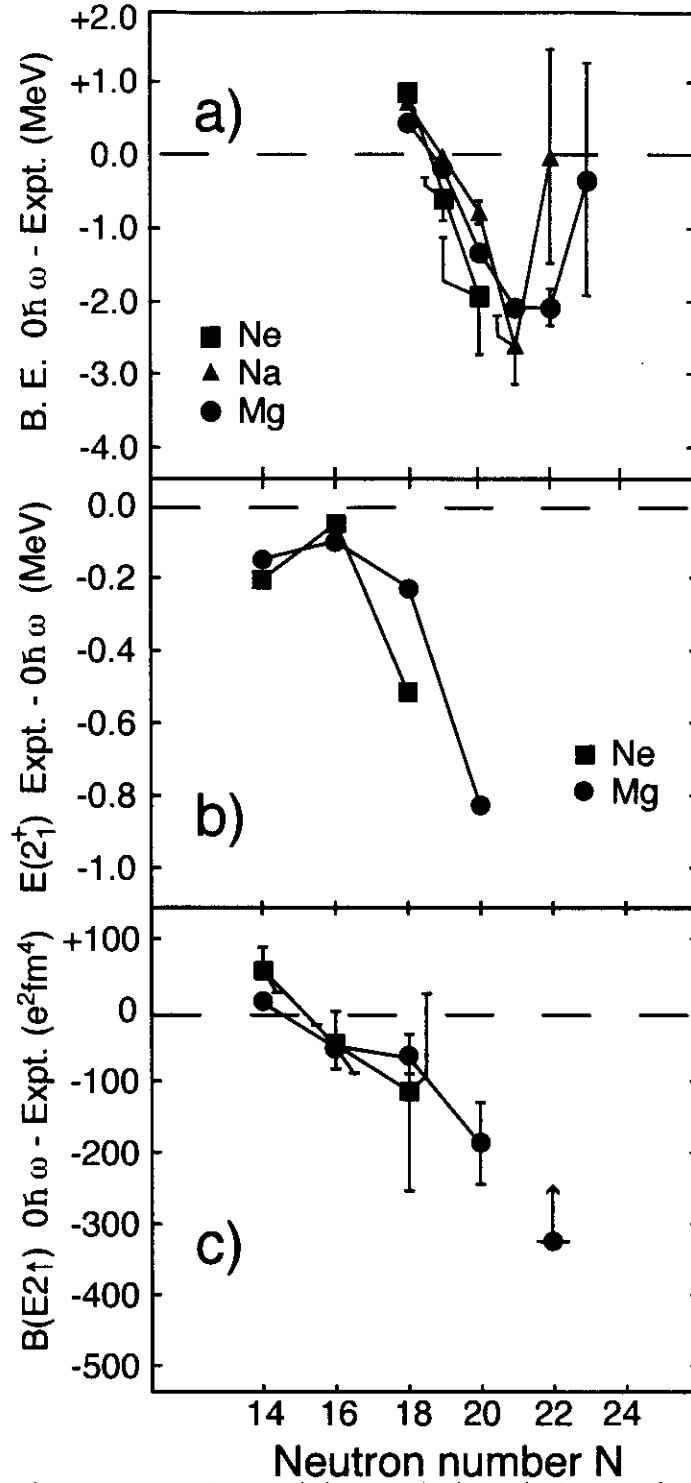 B. E. 0ħω - Expt. (MeV)
+2.0
+1.0
0.0
-1.0
-2.0
-3.0
-4.0
a)
Ne
Na
Mg
E(2₁⁺) Expt. - 0ħω (MeV)
0.0
-0.2
-0.4
-0.6
-0.8
-1.0
b)
Ne
Mg
B(E2↑) 0ħω - Expt. (e²fm⁴)
+100
0
-100
-200
-300
-400
-500
c)
14 16 18 20 22 24
Neutron number N